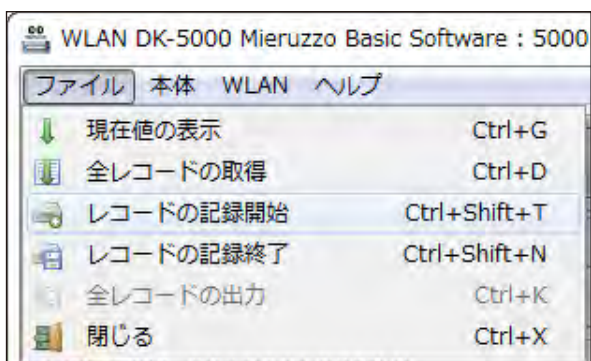 WLAN DK-5000 Mieruzzo Basic Software : 5000
ファイル 本体 WLAN ヘルプ
現在値の表示 Ctrl+G
全レコードの取得 Ctrl+D
レコードの記録開始 Ctrl+Shift+T
レコードの記録終了 Ctrl+Shift+N
全レコードの出力 Ctrl+K
閉じる Ctrl+X